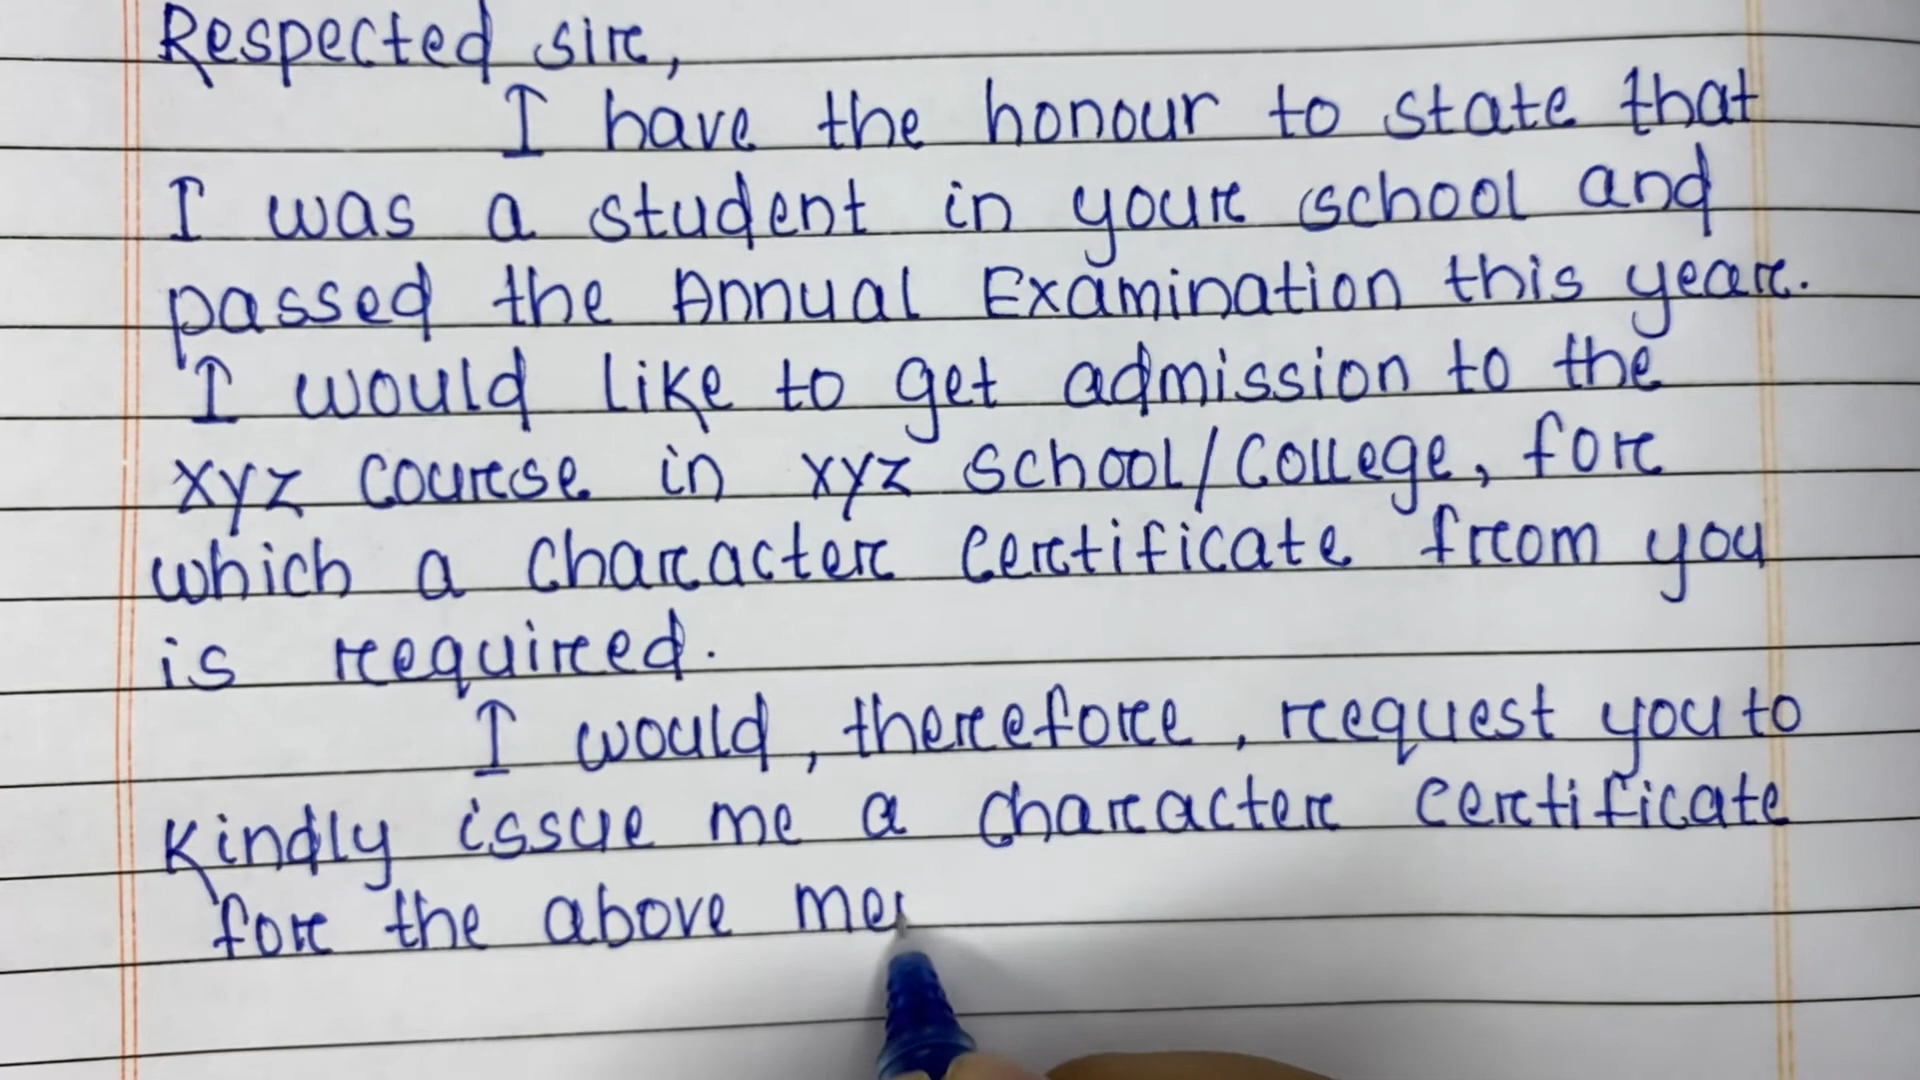 Respected sir,
I have the honour to state that
I was a student in your school and
passed the Annual Examination this year.
I would like to get admission to the
xyz course in xyz school/College, for
which a character certificate from you
is required.
I would, therefore, request you to
Kindly issue me a character certificate
for the above